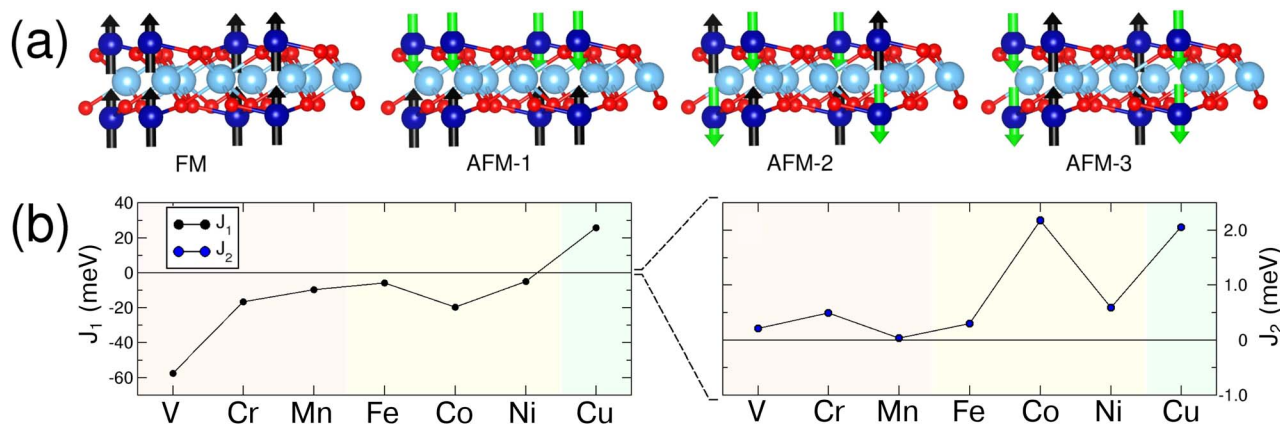 (a)
FM AFM-1 AFM-2 AFM-3
(b)
J₁ (meV)
40
20
0
-20
-40
-60
J₁
J₂
V Cr Mn Fe Co Ni Cu
2.0
1.0
0
-1.0
J₂ (meV)
V Cr Mn Fe Co Ni Cu